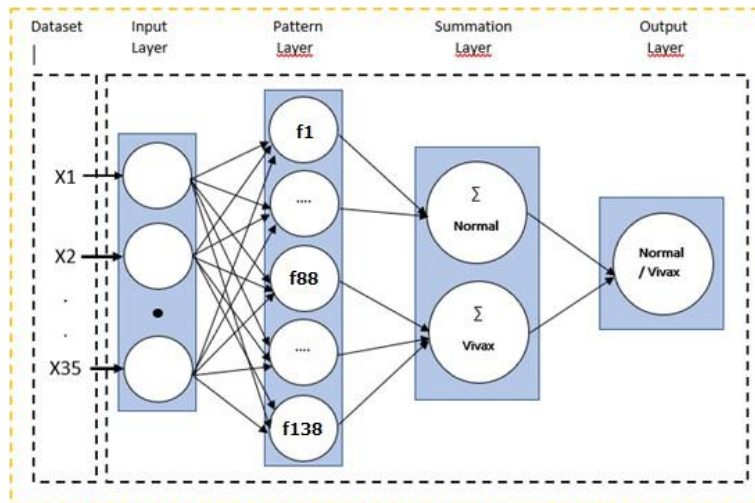 Dataset
Input
Layer
Pattern
Layer
Summation
Layer
Output
Layer
X1
X2
.
.
X35
f1
....
f88
....
f138
∑
Normal
∑
Vivax
Normal
/ Vivax